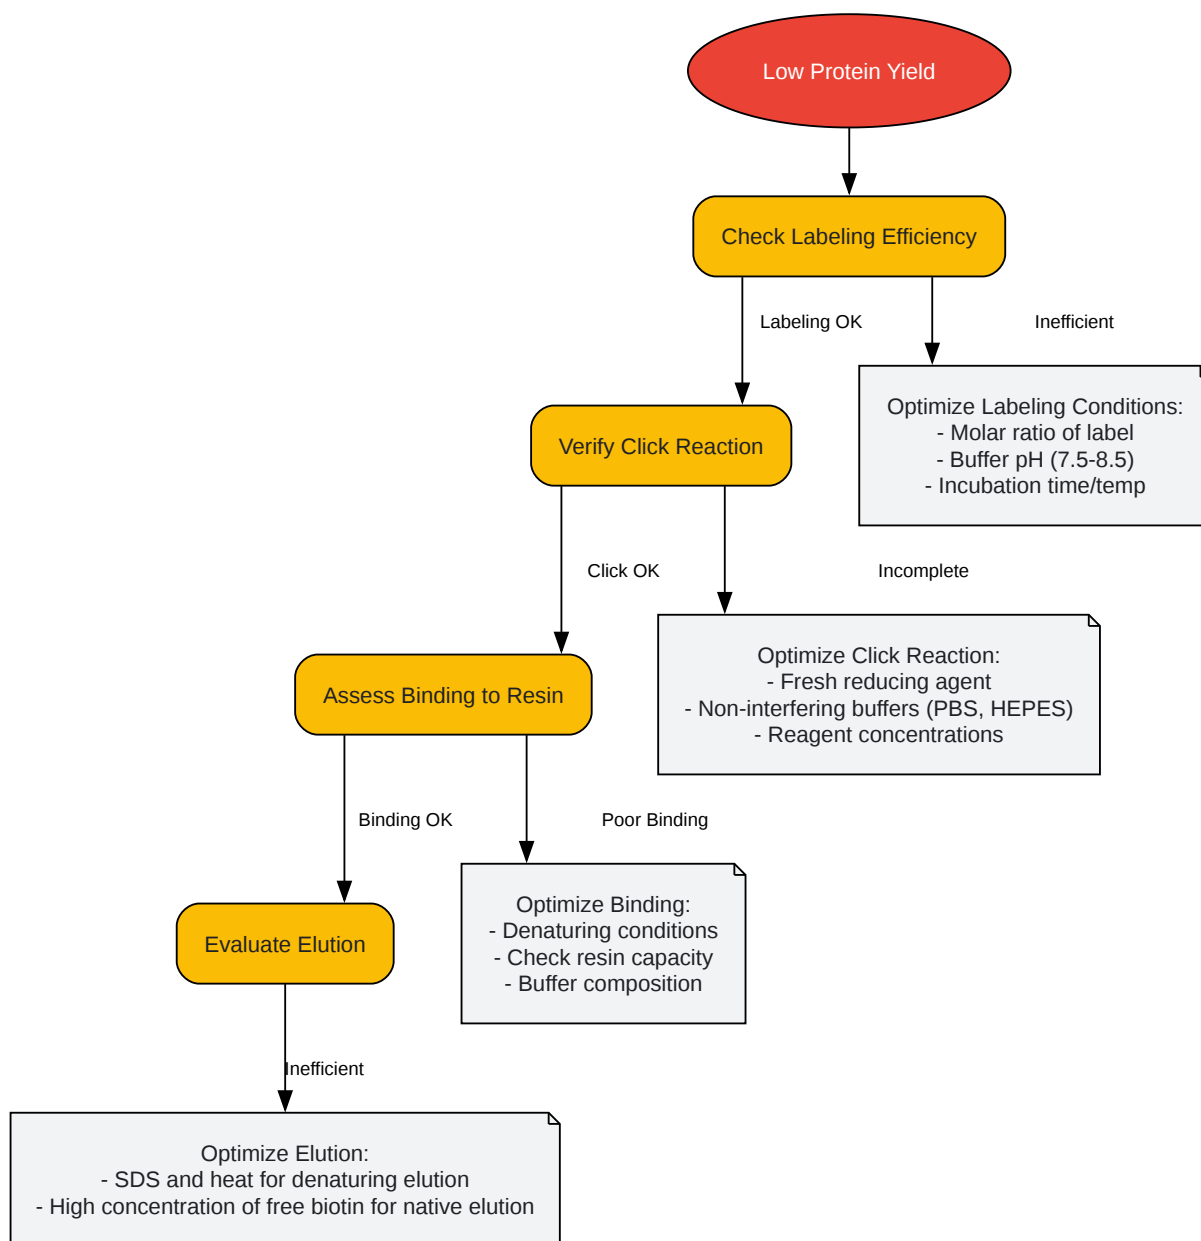 Low Protein Yield
Check Labeling Efficiency
Labeling OK
Inefficient
Optimize Labeling Conditions:
- Molar ratio of label
- Buffer pH (7.5-8.5)
- Incubation time/temp
Verify Click Reaction
Click OK
Incomplete
Optimize Click Reaction:
- Fresh reducing agent
- Non-interfering buffers (PBS, HEPES)
- Reagent concentrations
Assess Binding to Resin
Binding OK
Poor Binding
Optimize Binding:
- Denaturing conditions
- Check resin capacity
- Buffer composition
Evaluate Elution
Inefficient
Optimize Elution:
- SDS and heat for denaturing elution
- High concentration of free biotin for native elution